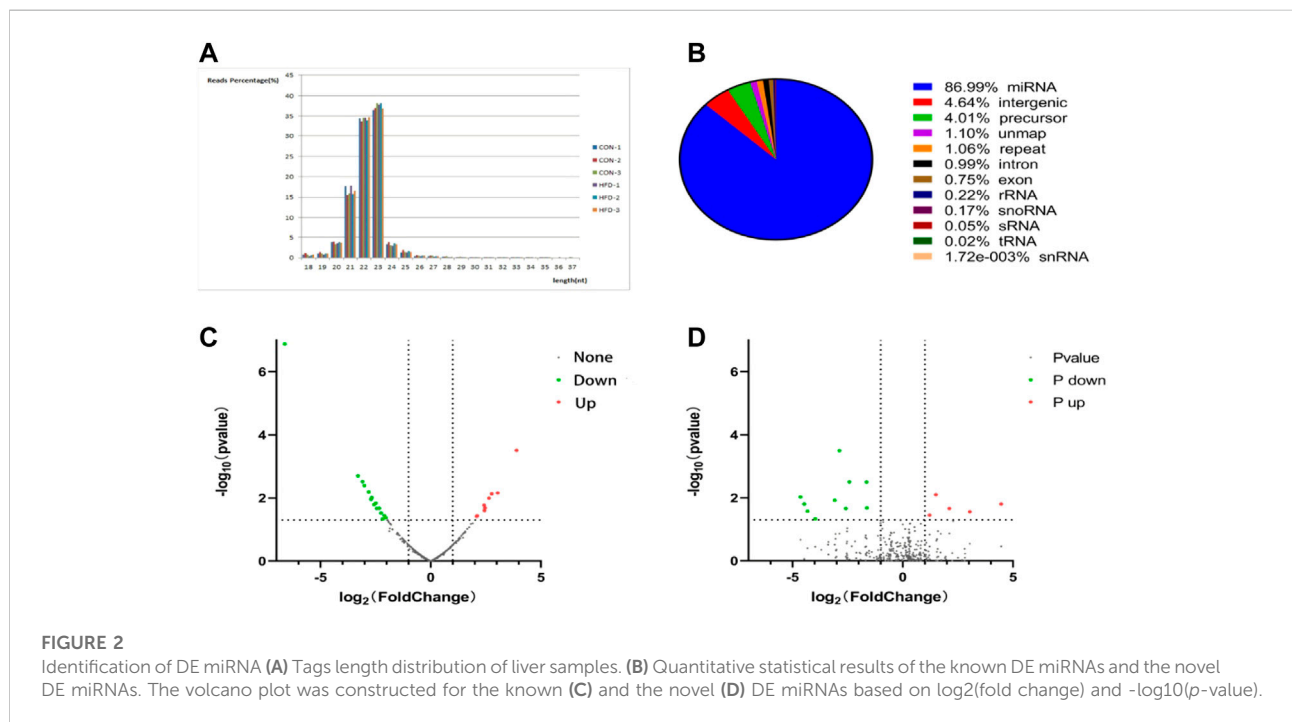 A
Reads Percentage(%)
45
40
35
30
25
20
15
10
5
0
18 19 20 21 22 23 24 25 26 27 28 29 30 31 32 33 34 35 36 37
length(nt)
CON-1
CON-2
CON-3
HFD-1
HFD-2
HFD-3
B
86.99% miRNA
4.64% intergenic
4.01% precursor
1.10% unmap
1.06% repeat
0.99% intron
0.75% exon
0.22% rRNA
0.17% snoRNA
0.05% sRNA
0.02% tRNA
1.72e-003% snRNA
C
-log10(pvalue)
6
4
2
0
-5 0 5
log2(FoldChange)
None
Down
Up
D
-log10(pvalue)
6
4
2
0
-5 0 5
log2(FoldChange)
Pvalue
P down
P up
FIGURE 2
Identification of DE miRNA (A) Tags length distribution of liver samples. (B) Quantitative statistical results of the known DE miRNAs and the novel
DE miRNAs. The volcano plot was constructed for the known (C) and the novel (D) DE miRNAs based on log2(fold change) and -log10(p-value).